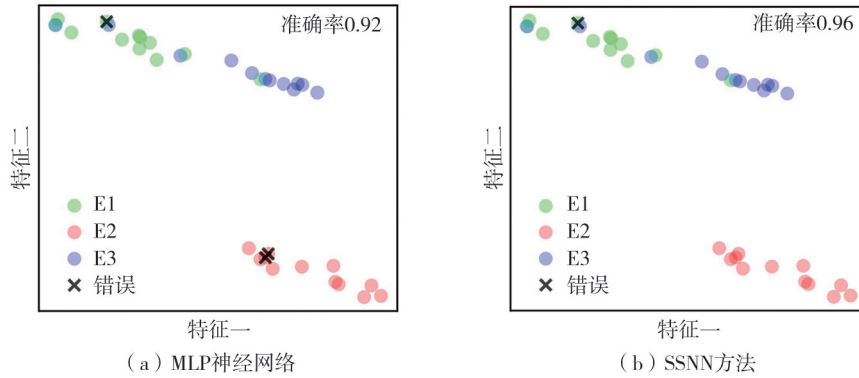 准确率0.92
特征二
E1
E2
E3
错误
特征一
（a）MLP神经网络
准确率0.96
特征二
E1
E2
E3
错误
特征一
（b）SSNN方法